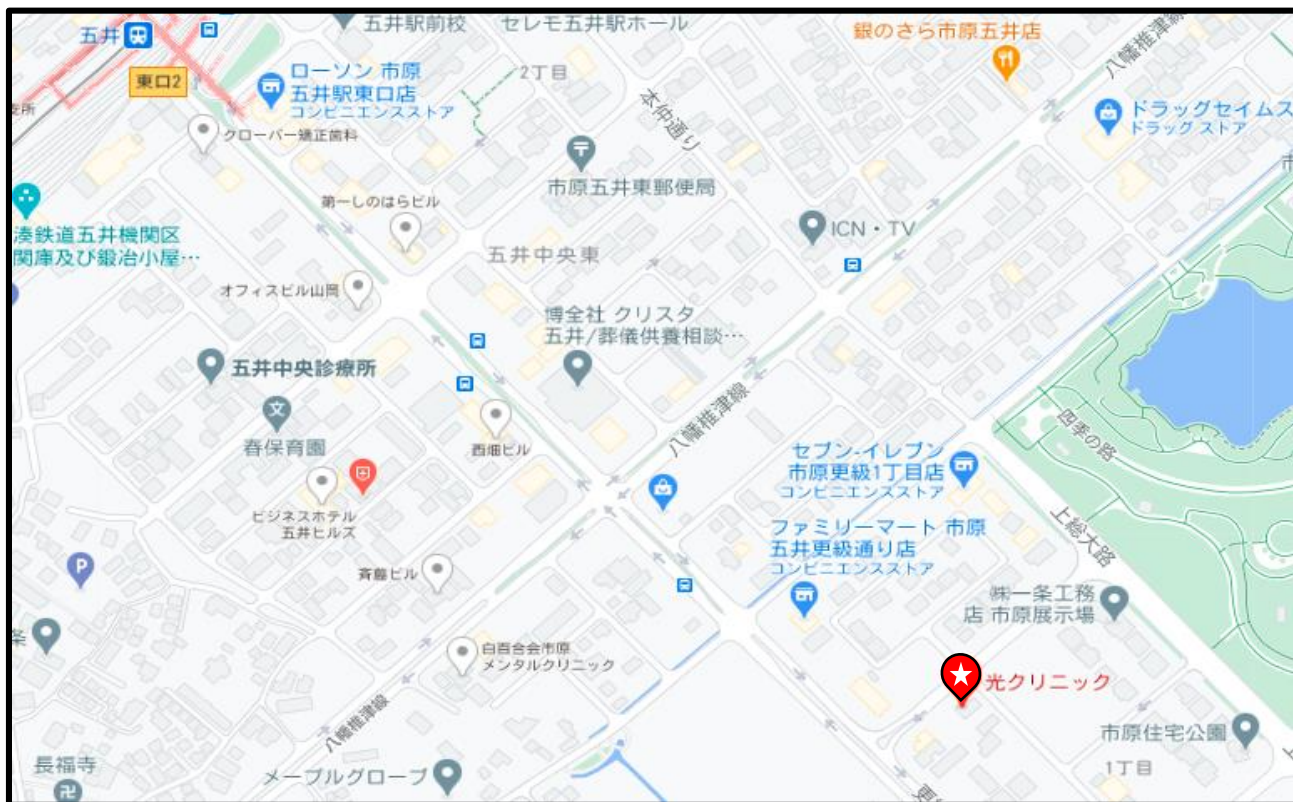 五井
五井駅前校
セレモ五井駅ホール
銀のさら市原五井店
八幡椎津線
東口2
ローソン 市原
五井駅東口店
コンビニエンスストア
2丁目
本仲通り
ドラッグセイムス
ドラッグ ストア
クローバー矯正歯科
市原五井東郵便局
第一しのはらビル
湊鉄道五井機関区
関庫及び鍛冶小屋…
五井中央東
ICN・TV
オフィスビル山岡
博全社 クリスタ
五井/葬儀供養相談…
五井中央診療所
文
春保育園
西畑ビル
八幡椎津線
四季の路
セブン-イレブン
市原更級1丁目店
コンビニエンスストア
ビジネスホテル
五井ヒルズ
上総大路
ファミリーマート 市原
五井更級通り店
コンビニエンスストア
P
斉藤ビル
㈱一条工務
店 市原展示場
条
白百合会市原
メンタルクリニック
光クリニック
八幡椎津線
市原住宅公園
長福寺
メープルグローブ
1丁目